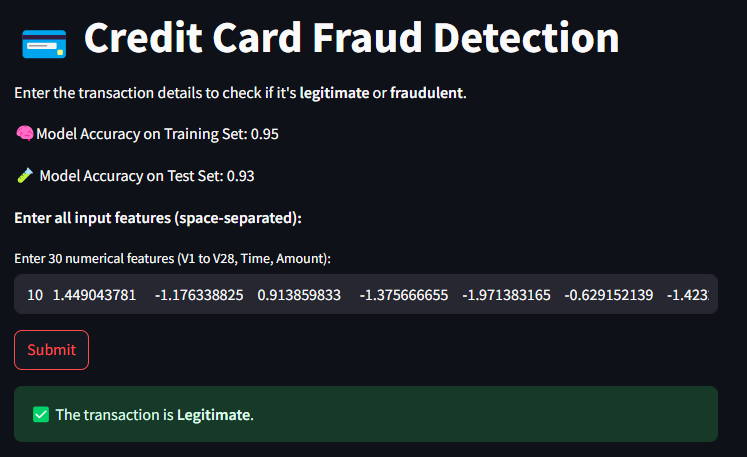 Credit Card Fraud Detection
Enter the transaction details to check if it's legitimate or fraudulent.
Model Accuracy on Training Set: 0.95
Model Accuracy on Test Set: 0.93
Enter all input features (space-separated):
Enter 30 numerical features (V1 to V28, Time, Amount):
10 1.449043781 -1.176338825 0.913859833 -1.375666655 -1.971383165 -0.629152139 -1.423
Submit
The transaction is Legitimate.